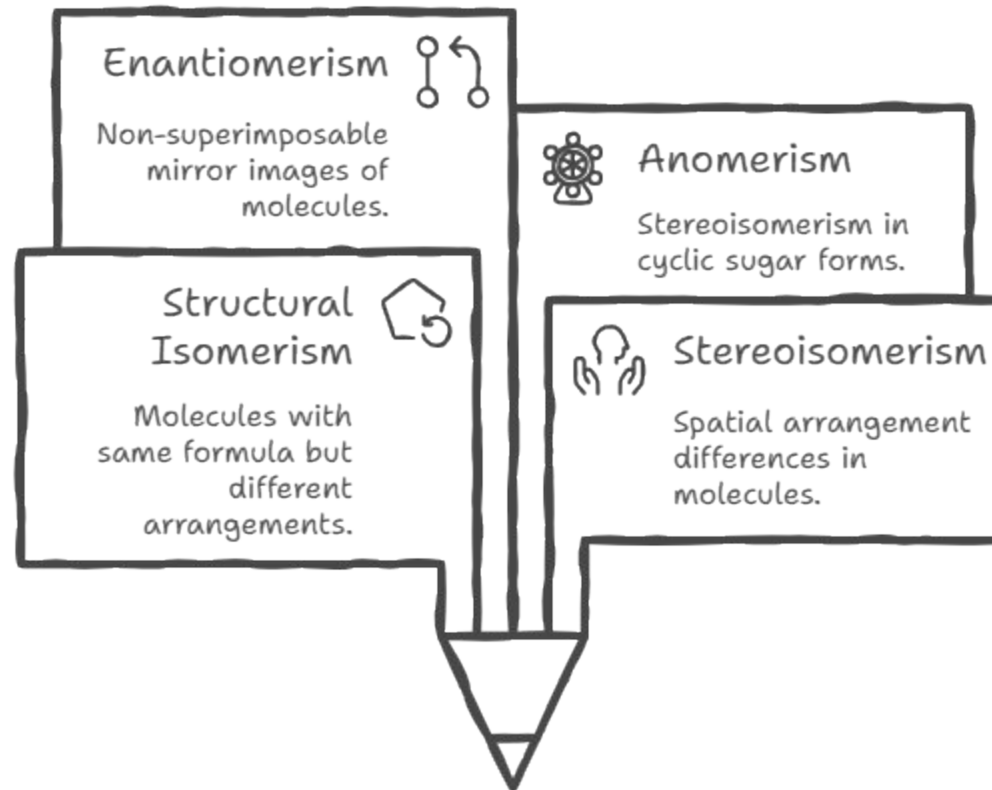 Enantiomerism
Non-superimposable
mirror images of
molecules.
Anomerism
Stereoisomerism in
cyclic sugar forms.
Structural
Isomerism
Molecules with
same formula but
different
arrangements.
Stereoisomerism
Spatial arrangement
differences in
molecules.